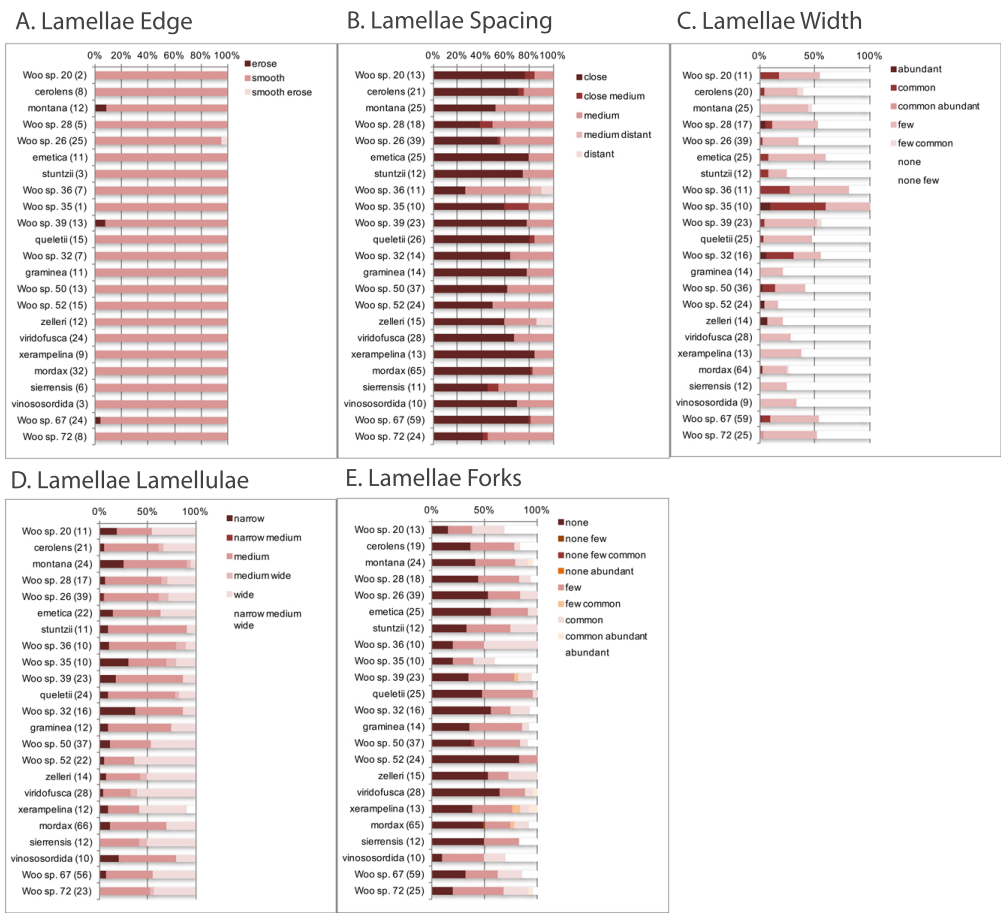 A. Lamellae Edge
0% 20% 40% 60% 80% 100%
Woo sp. 20 (2)
cerolens (8)
montana (12)
Woo sp. 28 (5)
Woo sp. 26 (25)
emetica (11)
stuntzii (3)
Woo sp. 36 (7)
Woo sp. 35 (1)
Woo sp. 39 (13)
queletii (15)
Woo sp. 32 (7)
graminea (11)
Woo sp. 50 (13)
Woo sp. 52 (15)
zelleri (12)
viridofusca (24)
xerampelina (9)
mordax (32)
sierrensis (6)
vinososordida (3)
Woo sp. 67 (24)
Woo sp. 72 (8)
erose
smooth
smooth erose
B. Lamellae Spacing
0% 20% 40% 60% 80% 100%
Woo sp. 20 (13)
cerolens (21)
montana (25)
Woo sp. 28 (18)
Woo sp. 26 (39)
emetica (25)
stuntzii (12)
Woo sp. 36 (11)
Woo sp. 35 (10)
Woo sp. 39 (23)
queletii (26)
Woo sp. 32 (14)
graminea (14)
Woo sp. 50 (37)
Woo sp. 52 (24)
zelleri (15)
viridofusca (28)
xerampelina (13)
mordax (65)
sierrensis (11)
vinososordida (10)
Woo sp. 67 (59)
Woo sp. 72 (24)
close
close medium
medium
medium distant
distant
C. Lamellae Width
0% 50% 100%
Woo sp. 20 (11)
cerolens (20)
montana (25)
Woo sp. 28 (17)
Woo sp. 26 (39)
emetica (25)
stuntzii (12)
Woo sp. 36 (11)
Woo sp. 35 (10)
Woo sp. 39 (23)
queletii (25)
Woo sp. 32 (16)
graminea (14)
Woo sp. 50 (36)
Woo sp. 52 (24)
zelleri (14)
viridofusca (28)
xerampelina (13)
mordax (64)
sierrensis (12)
vinososordida (9)
Woo sp. 67 (59)
Woo sp. 72 (25)
abundant
common
common abundant
few
few common
none
none few
D. Lamellae Lamellulae
0% 50% 100%
Woo sp. 20 (11)
cerolens (21)
montana (24)
Woo sp. 28 (17)
Woo sp. 26 (39)
emetica (22)
stuntzii (11)
Woo sp. 36 (10)
Woo sp. 35 (10)
Woo sp. 39 (23)
queletii (24)
Woo sp. 32 (16)
graminea (12)
Woo sp. 50 (37)
Woo sp. 52 (22)
zelleri (14)
viridofusca (28)
xerampelina (12)
mordax (66)
sierrensis (12)
vinososordida (10)
Woo sp. 67 (56)
Woo sp. 72 (23)
narrow
narrow medium
medium
medium wide
wide
narrow medium
wide
E. Lamellae Forks
0% 50% 100%
Woo sp. 20 (13)
cerolens (19)
montana (24)
Woo sp. 28 (18)
Woo sp. 26 (39)
emetica (25)
stuntzii (12)
Woo sp. 36 (10)
Woo sp. 35 (10)
Woo sp. 39 (23)
queletii (25)
Woo sp. 32 (16)
graminea (14)
Woo sp. 50 (37)
Woo sp. 52 (24)
zelleri (15)
viridofusca (28)
xerampelina (13)
mordax (65)
sierrensis (12)
vinososordida (10)
Woo sp. 67 (59)
Woo sp. 72 (25)
none
none few
none few common
none abundant
few
few common
common
common abundant
abundant